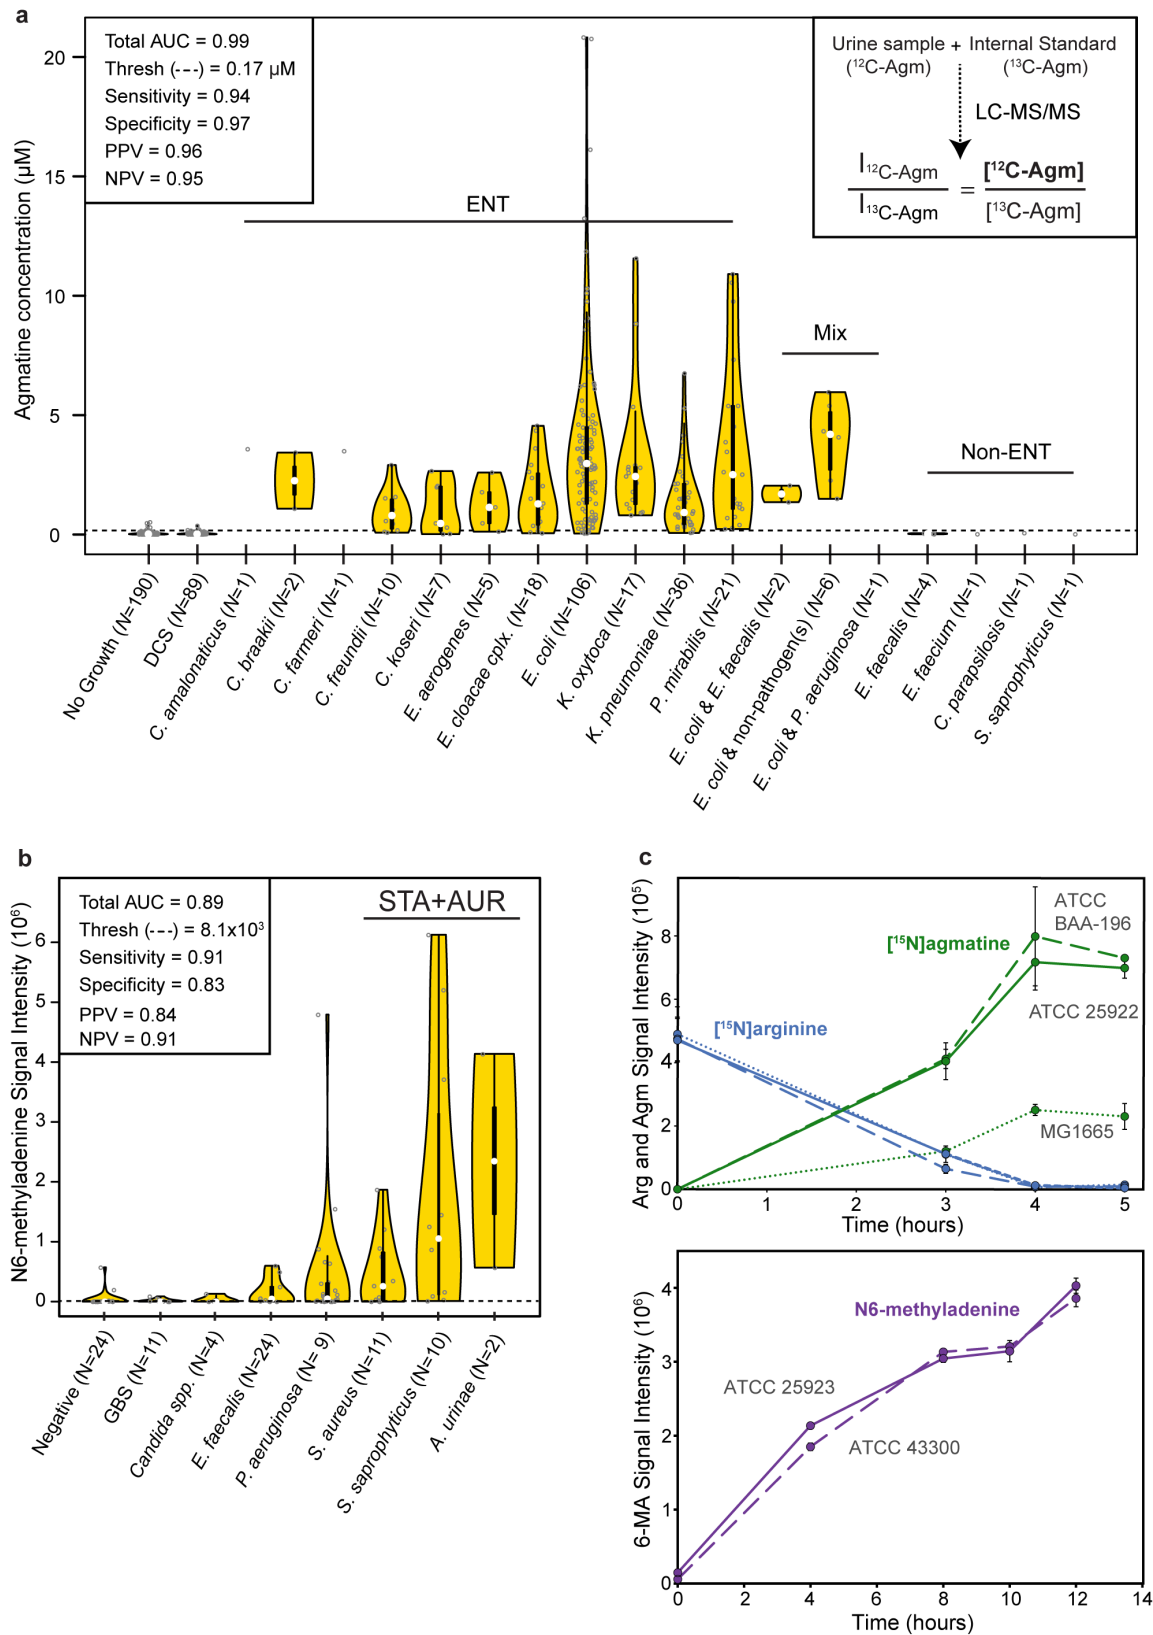 a
Total AUC = 0.99
Thresh (---) = 0.17 µM
Sensitivity = 0.94
Specificity = 0.97
PPV = 0.96
NPV = 0.95
Urine sample + Internal Standard
(¹²C-Agm) (¹³C-Agm)
LC-MS/MS
I¹²C-Agm = [¹²C-Agm]
I¹³C-Agm [¹³C-Agm]
ENT
Mix
Non-ENT
Agmatine concentration (µM)
20
15
10
5
0
No Growth (N=190)
DCS (N=89)
C. amalonaticus (N=1)
C. braakii (N=2)
C. farmeri (N=1)
C. freundii (N=10)
C. koseri (N=7)
E. aerogenes (N=5)
E. cloacae cplx. (N=18)
E. coli (N=106)
K. oxytoca (N=17)
K. pneumoniae (N=36)
P. mirabilis (N=21)
E. coli & E. faecalis (N=2)
E. coli & non-pathogen(s) (N=6)
E. coli & P. aeruginosa (N=1)
E. faecalis (N=4)
E. faecium (N=1)
C. parapsilosis (N=1)
S. saprophyticus (N=1)
b
Total AUC = 0.89
Thresh (---) = 8.1x10³
Sensitivity = 0.91
Specificity = 0.83
PPV = 0.84
NPV = 0.91
STA+AUR
N6-methyladenine Signal Intensity (10⁶)
6
5
4
3
2
1
0
Negative (N=24)
GBS (N=11)
Candida spp. (N=4)
E. faecalis (N=24)
P. aeruginosa (N= 9)
S. aureus (N=11)
S. saprophyticus (N=10)
A. urinae (N=2)
c
Arg and Agm Signal Intensity (10⁵)
8
6
4
2
0
ATCC
BAA-196
[¹⁵N]agmatine
ATCC 25922
[¹⁵N]arginine
MG1665
0 1 2 3 4 5
Time (hours)
6-MA Signal Intensity (10⁶)
4
3
2
1
0
N6-methyladenine
ATCC 25923
ATCC 43300
0 2 4 6 8 10 12 14
Time (hours)